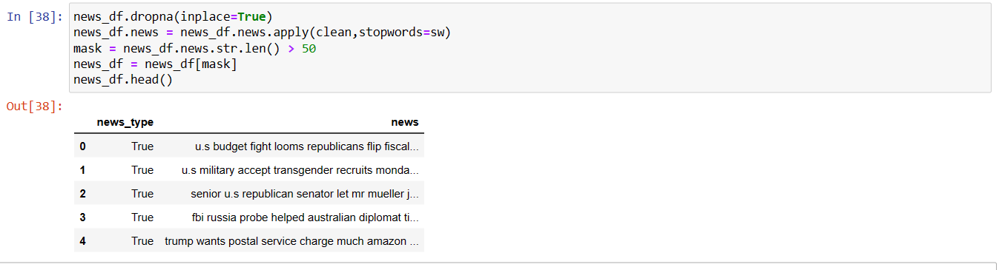 In [38]: news_df.dropna(inplace=True)
news_df.news = news_df.news.apply(clean,stopwords=sw)
mask = news_df.news.str.len() > 50
news_df = news_df[mask]
news_df.head()
Out[38]:
news_type news
0 True u.s budget fight looms republicans flip fiscal...
1 True u.s military accept transgender recruits monda...
2 True senior u.s republican senator let mr mueller j...
3 True fbi russia probe helped australian diplomat ti...
4 True trump wants postal service charge much amazon ...